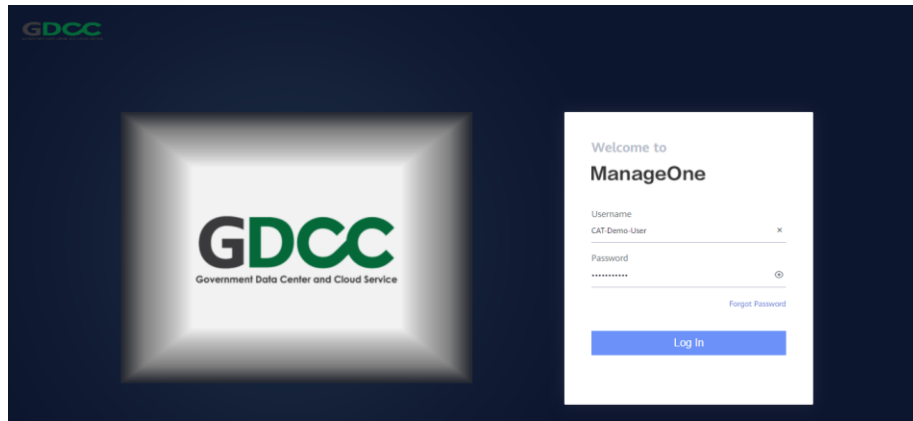 GDCC
GDCC
Government Data Center and Cloud Service
Welcome to
ManageOne
Username
CAT-Demo-User
Password
Forgot Password
Log In